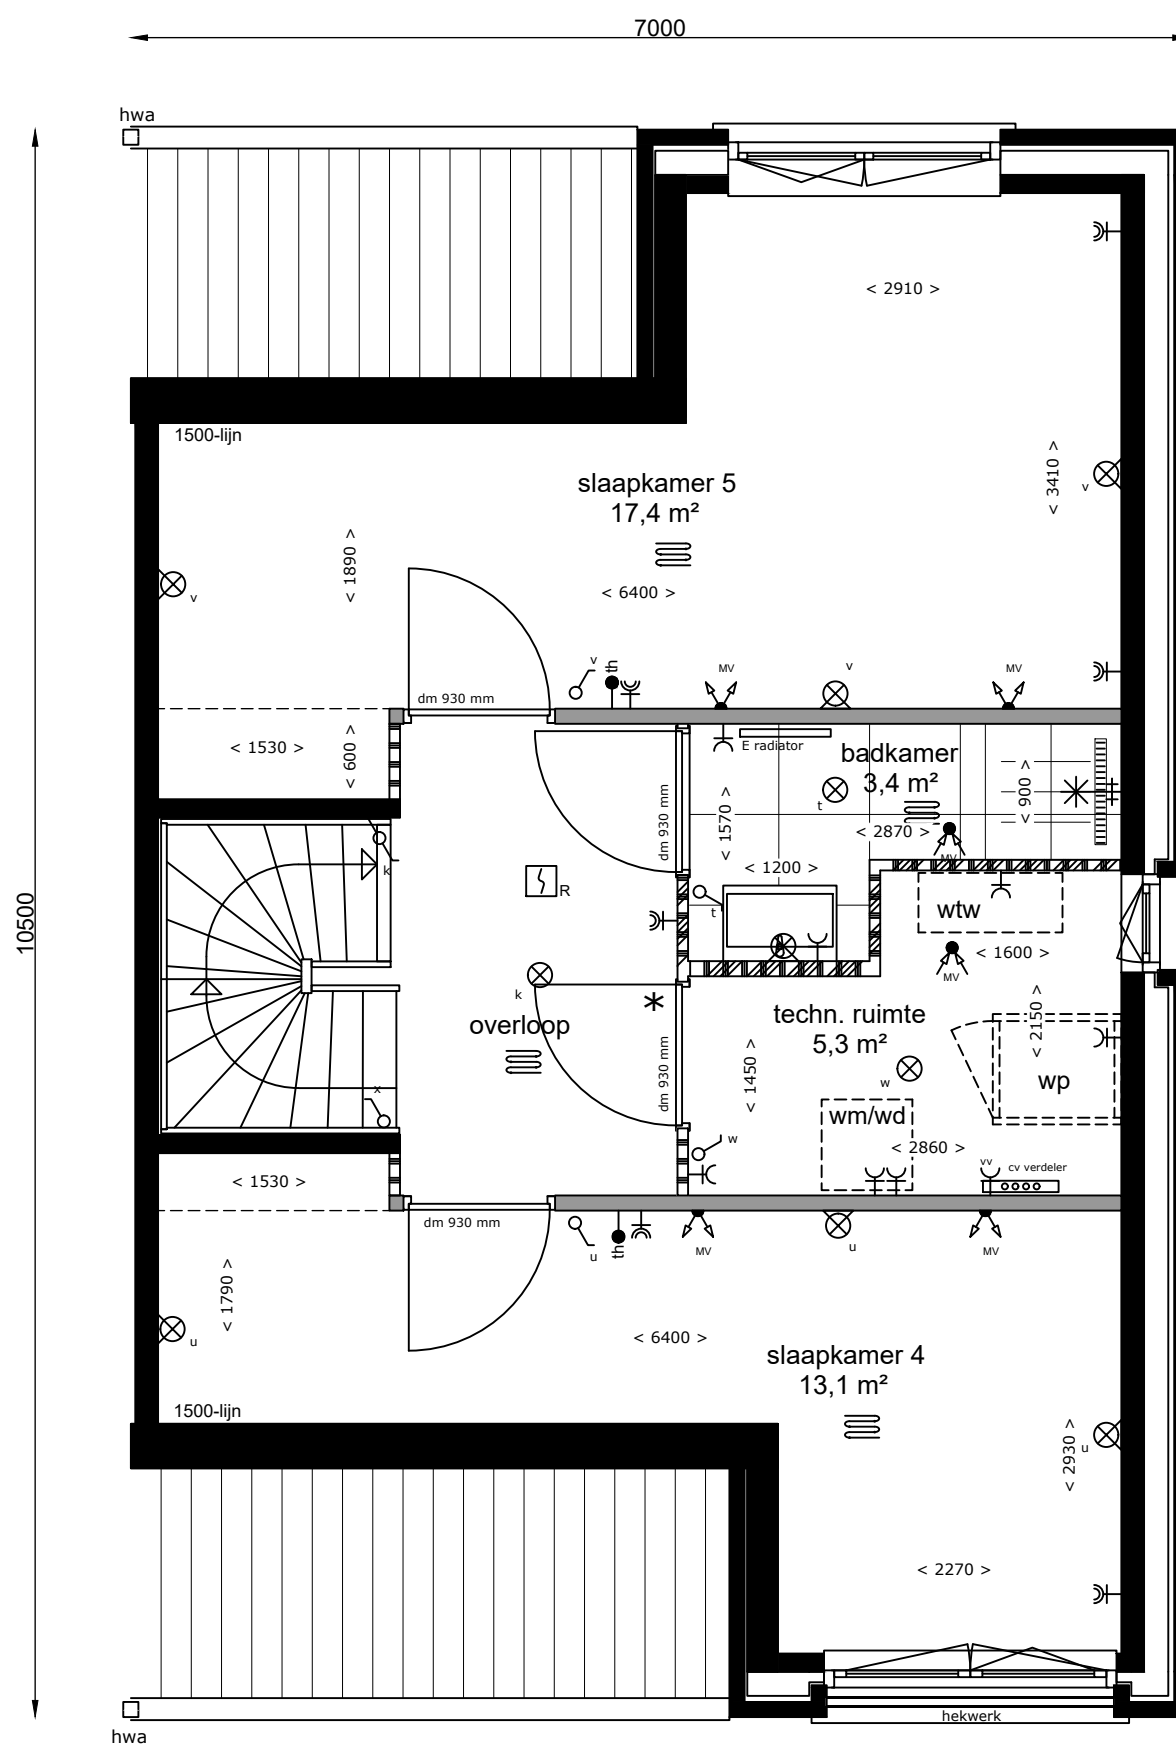 7000
hwa
< 2910 >
1500-lijn
slaapkamer 5
17,4 m²
< 3410 >
v
< 1890 >
< 6400 >
v
v
th
MV
v
MV
dm 930 mm
< 1530 >
< 600 >
E radiator
badkamer
3,4 m²
t
< 900 >
dm 930 mm
< 1570 >
< 2870 >
MV
< 1200 >
k
R
t
wtw
< 1600 >
MV
10500
k
overloop
*
techn. ruimte
5,3 m²
< 2150 >
dm 930 mm
< 1450 >
w
wp
x
wm/wd
w
< 2860 >
vv
cv verdeler
< 1530 >
dm 930 mm
u
th
MV
u
MV
< 1790 >
u
< 6400 >
slaapkamer 4
13,1 m²
1500-lijn
< 2930 >
u
< 2270 >
hekwerk
hwa